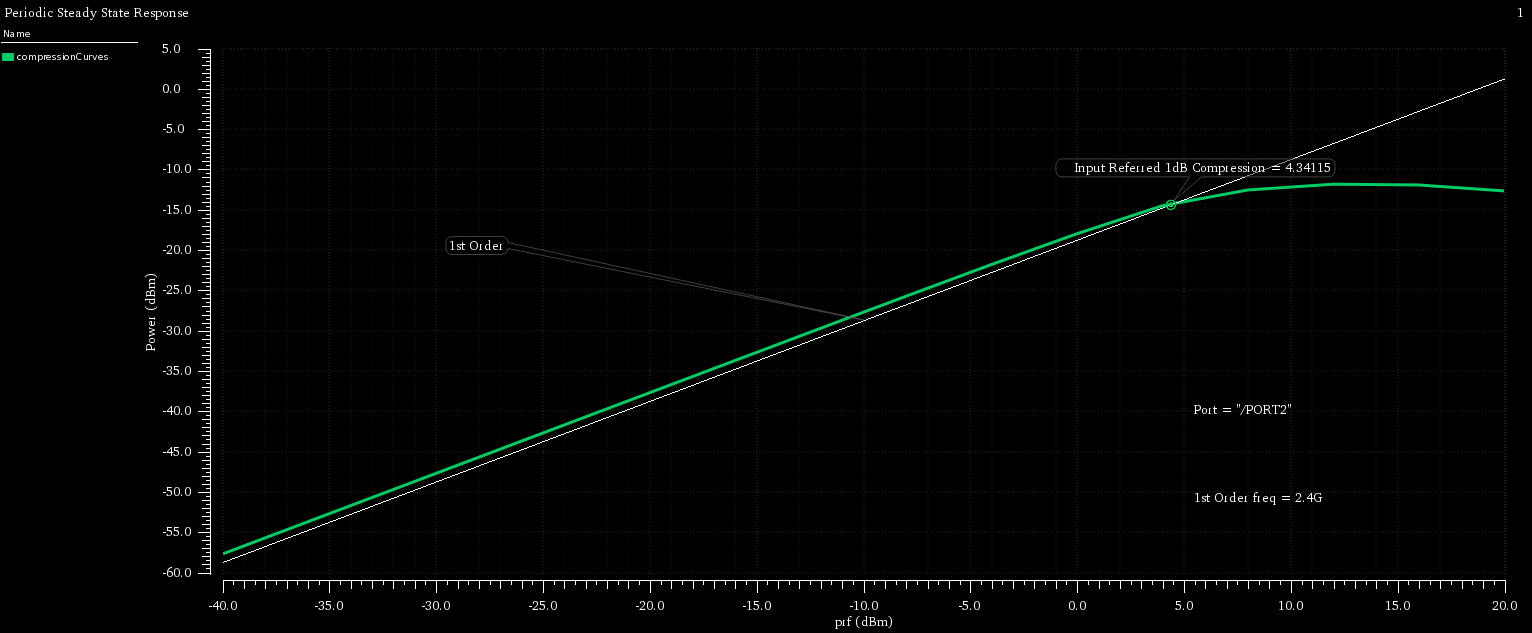 Periodic Steady State Response
1
Name
compressionCurves
5.0
0.0
-5.0
-10.0
-15.0
-20.0
-25.0
-30.0
-35.0
-40.0
-45.0
-50.0
-55.0
-60.0
Power (dBm)
Input Referred 1dB Compression = 4.34115
1st Order
Port = "/PORT2"
1st Order freq = 2.4G
-40.0 -35.0 -30.0 -25.0 -20.0 -15.0 -10.0 -5.0 0.0 5.0 10.0 15.0 20.0
prf (dBm)